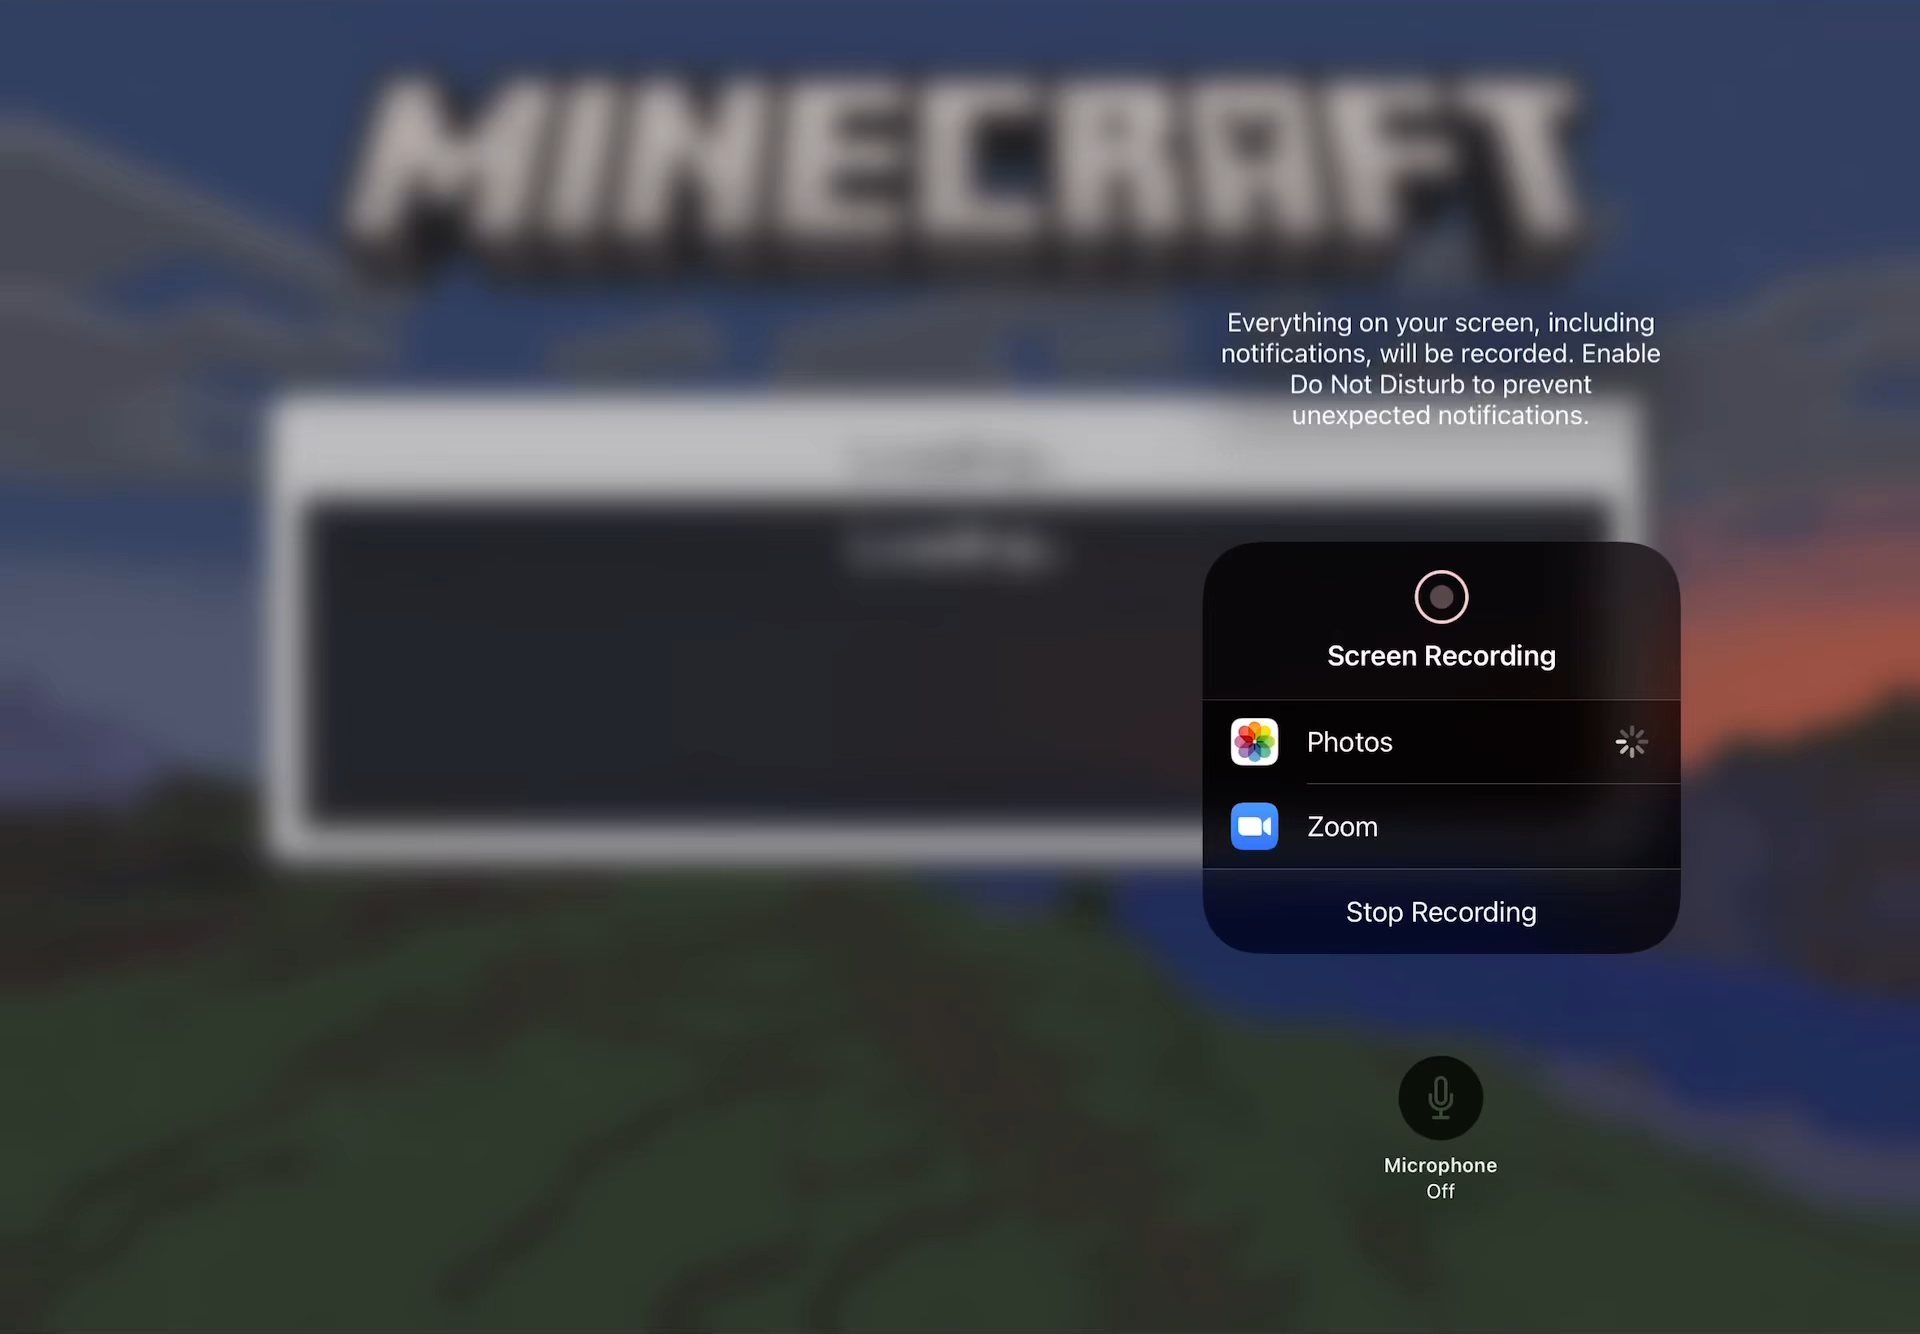 MINECRAFT
Everything on your screen, including
notifications, will be recorded. Enable
Do Not Disturb to prevent
unexpected notifications.
Screen Recording
Photos
Zoom
Stop Recording
Microphone
Off